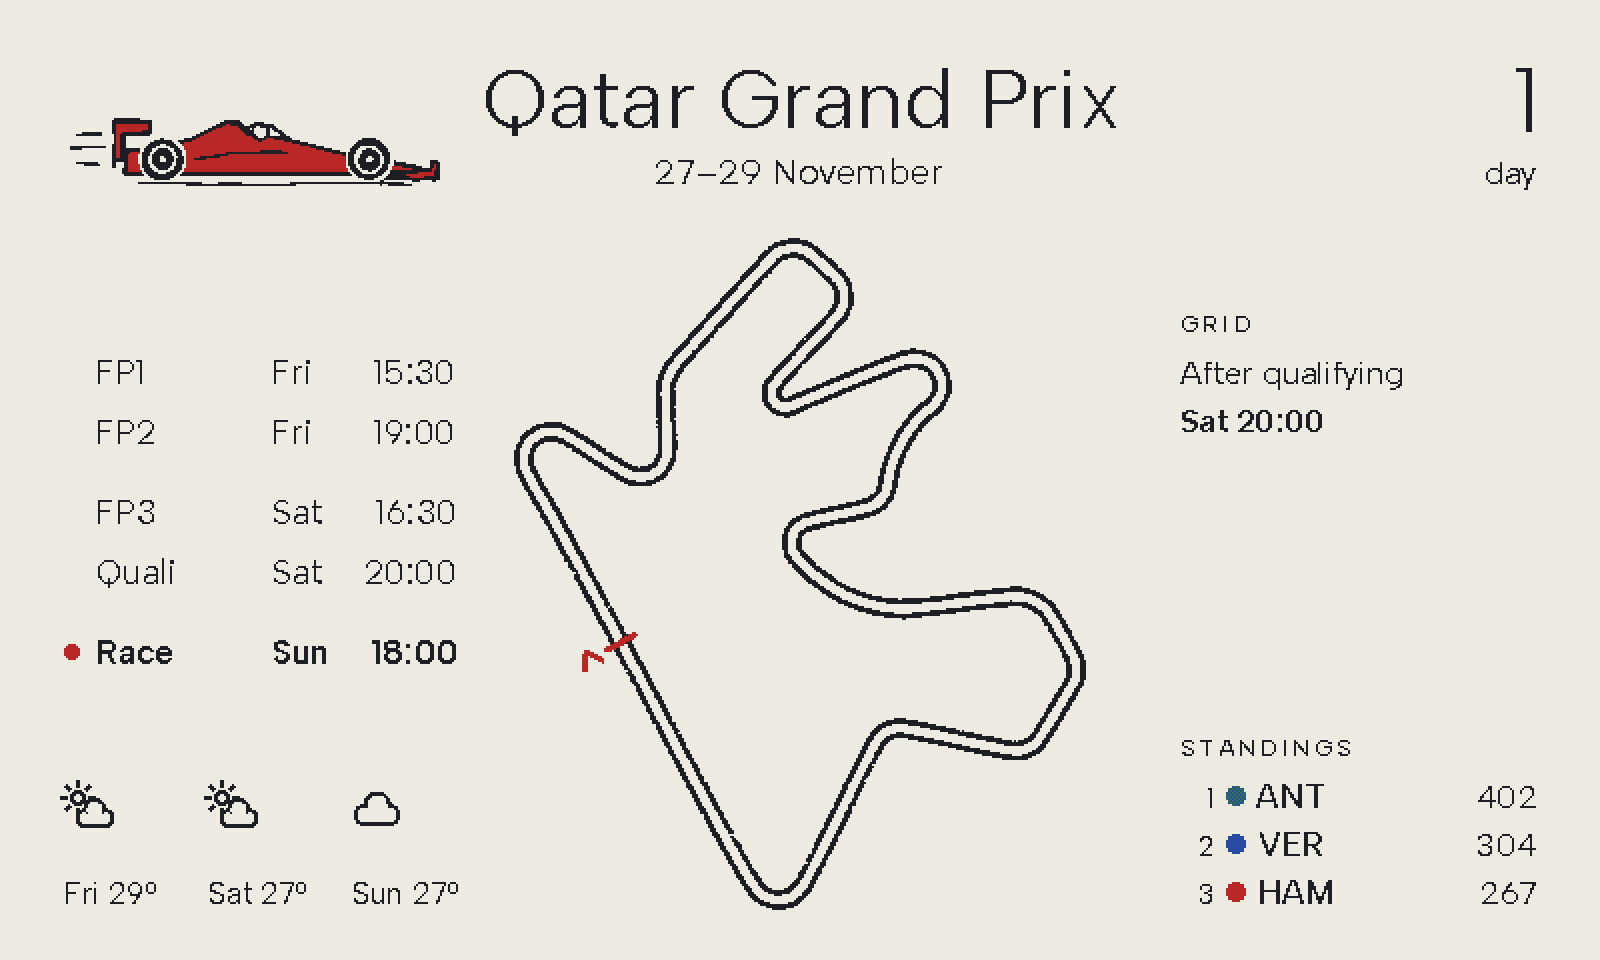 Qatar Grand Prix
27–29 November
1
day
FP1 Fri 15:30
FP2 Fri 19:00
FP3 Sat 16:30
Quali Sat 20:00
Race Sun 18:00
Fri 29º Sat 27º Sun 27º
GRID
After qualifying
Sat 20:00
STANDINGS
1 ANT 402
2 VER 304
3 HAM 267